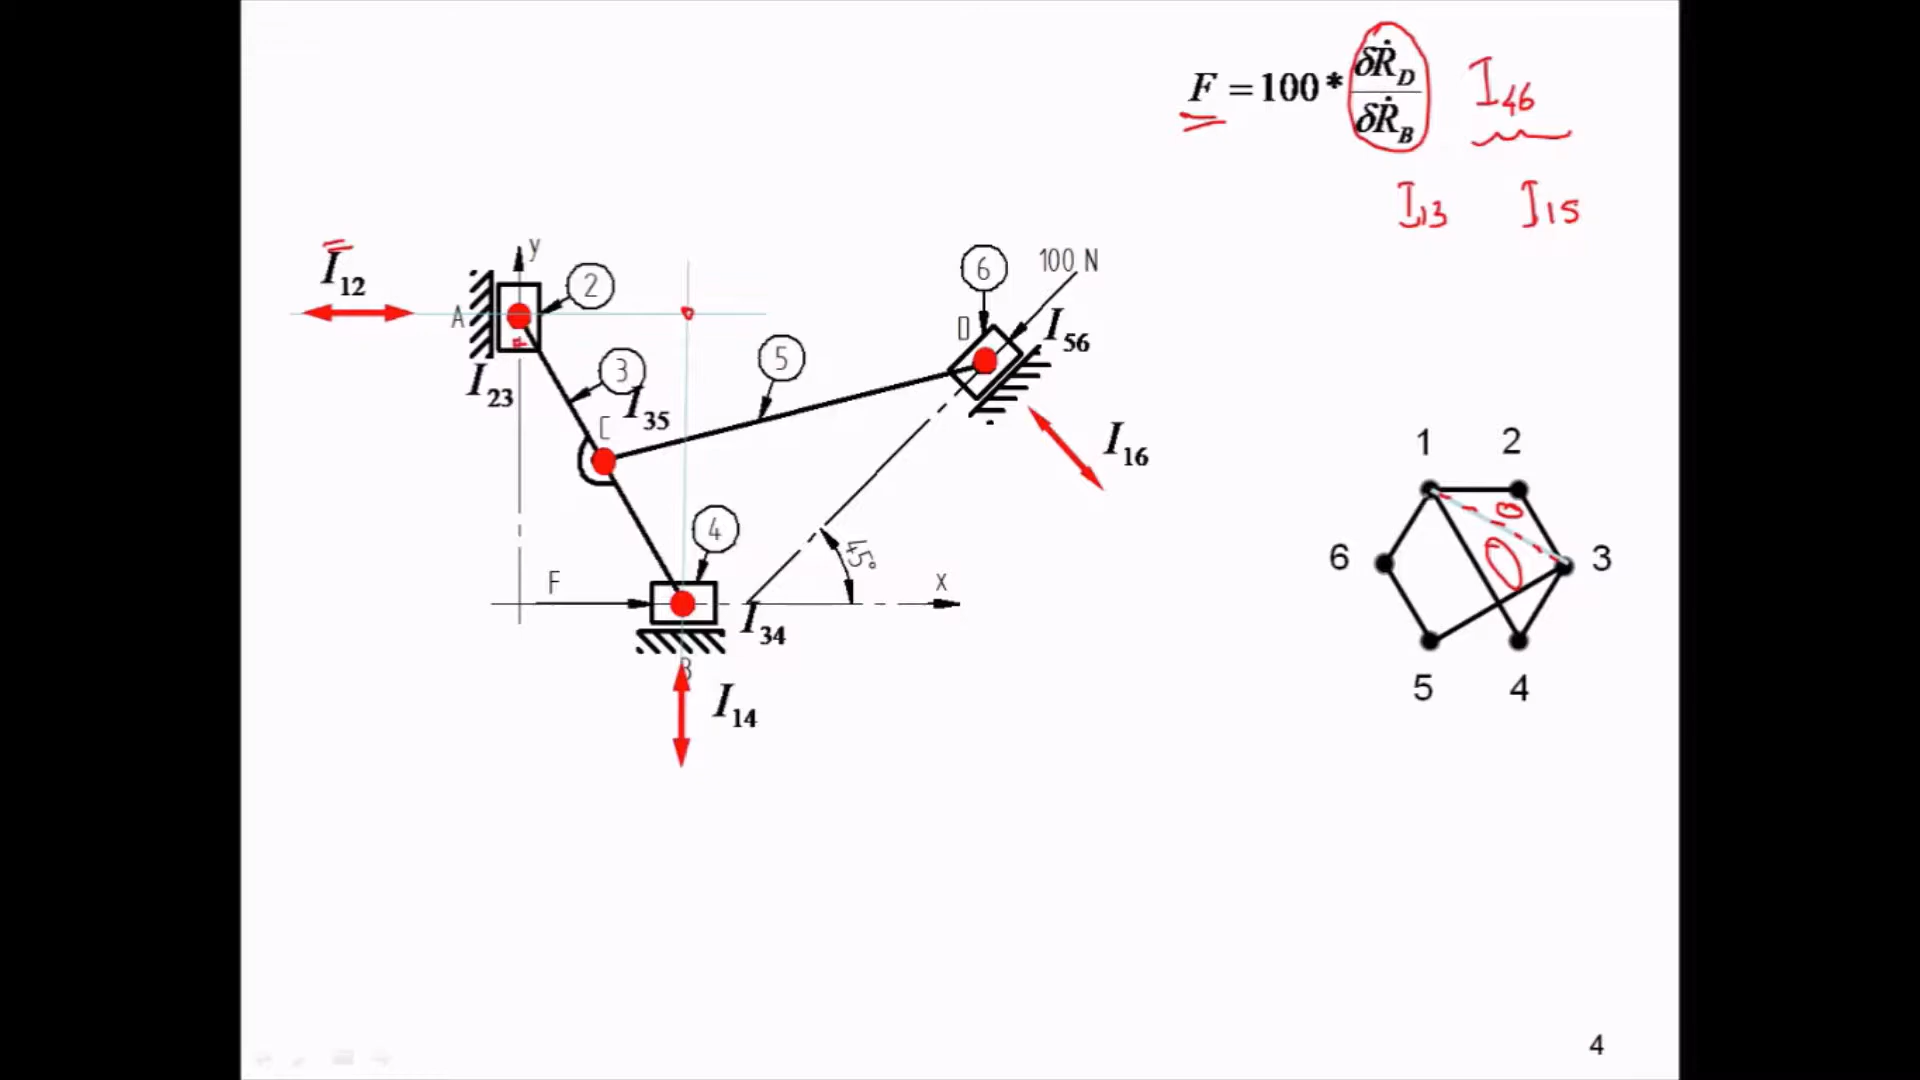 F = 100 * δṘ_D / δṘ_B
I46
I13 I15
I12
y
2
6
100 N
A
D
I56
5
3
I23
I35
C
I16
4
45°
F
x
I34
B
I14
1 2
6 3
5 4
4